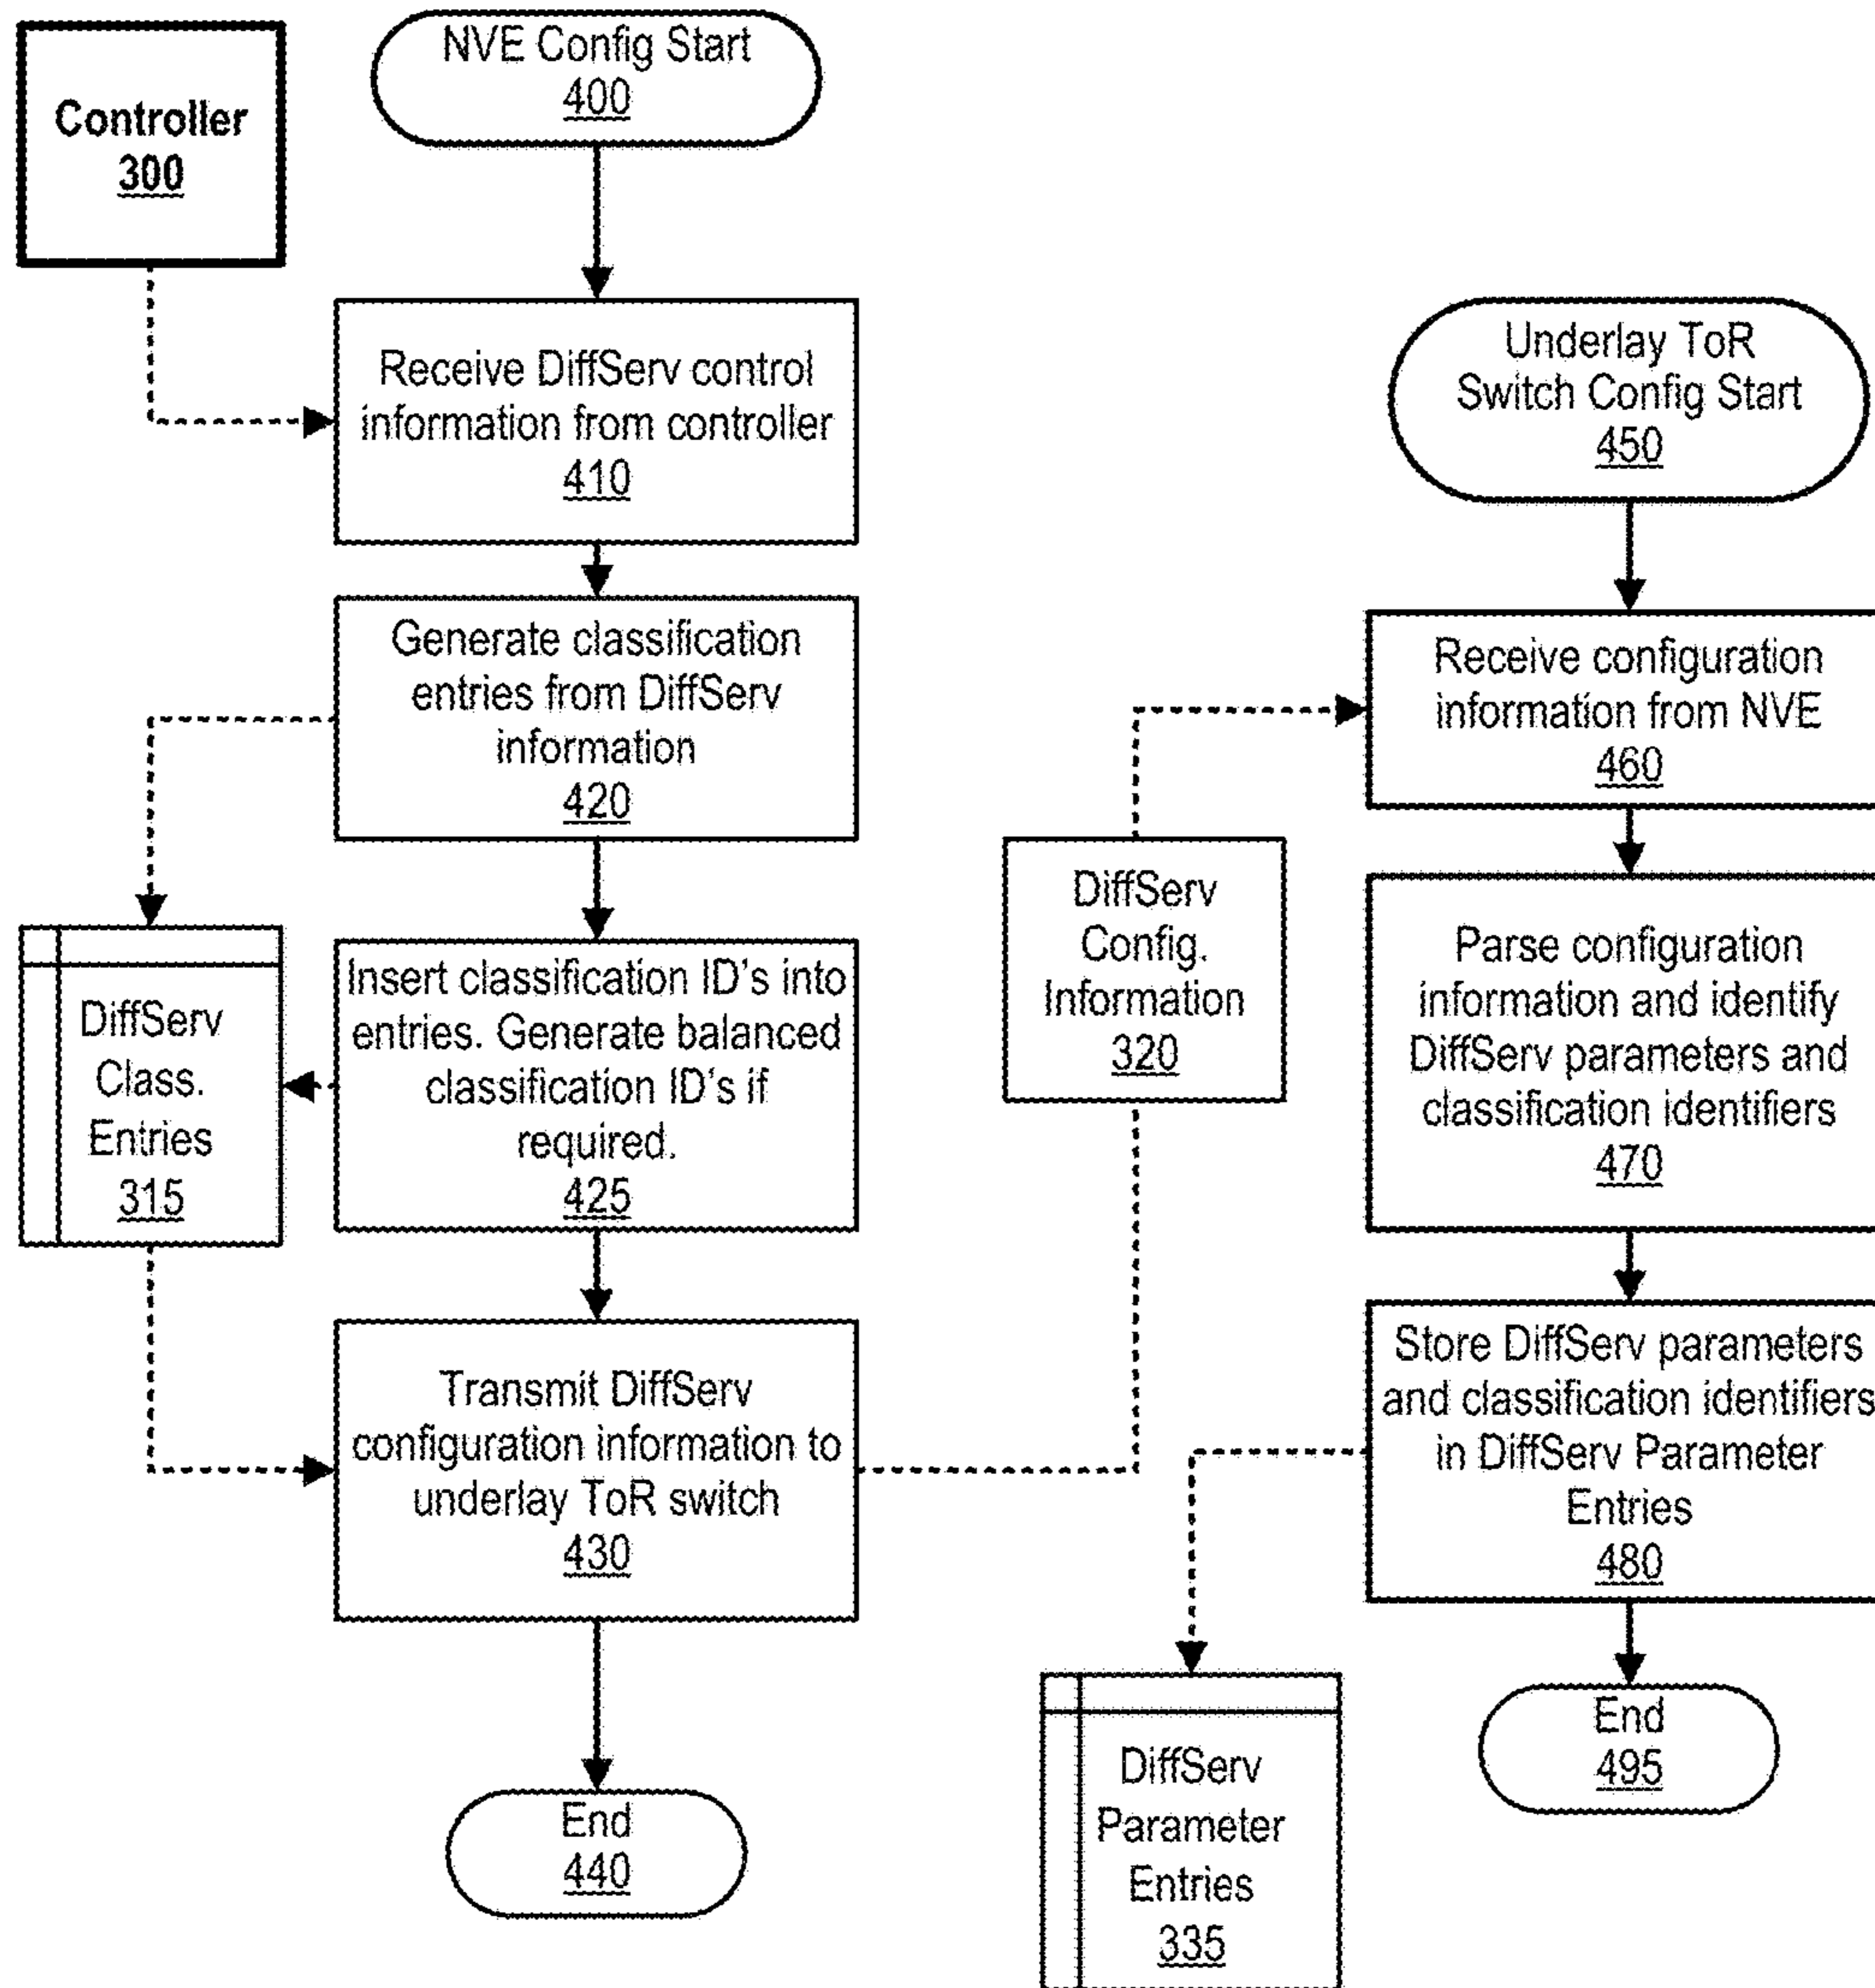 Controller
300
NVE Config Start
400
Receive DiffServ control
information from controller
410
Generate classification
entries from DiffServ
information
420
DiffServ
Class.
Entries
315
Insert classification ID's into
entries. Generate balanced
classification ID's if
required.
425
Transmit DiffServ
configuration information to
underlay ToR switch
430
End
440
DiffServ
Config.
Information
320
Underlay ToR
Switch Config Start
450
Receive configuration
information from NVE
460
Parse configuration
information and identify
DiffServ parameters and
classification identifiers
470
Store DiffServ parameters
and classification identifiers
in DiffServ Parameter
Entries
480
End
495
DiffServ
Parameter
Entries
335